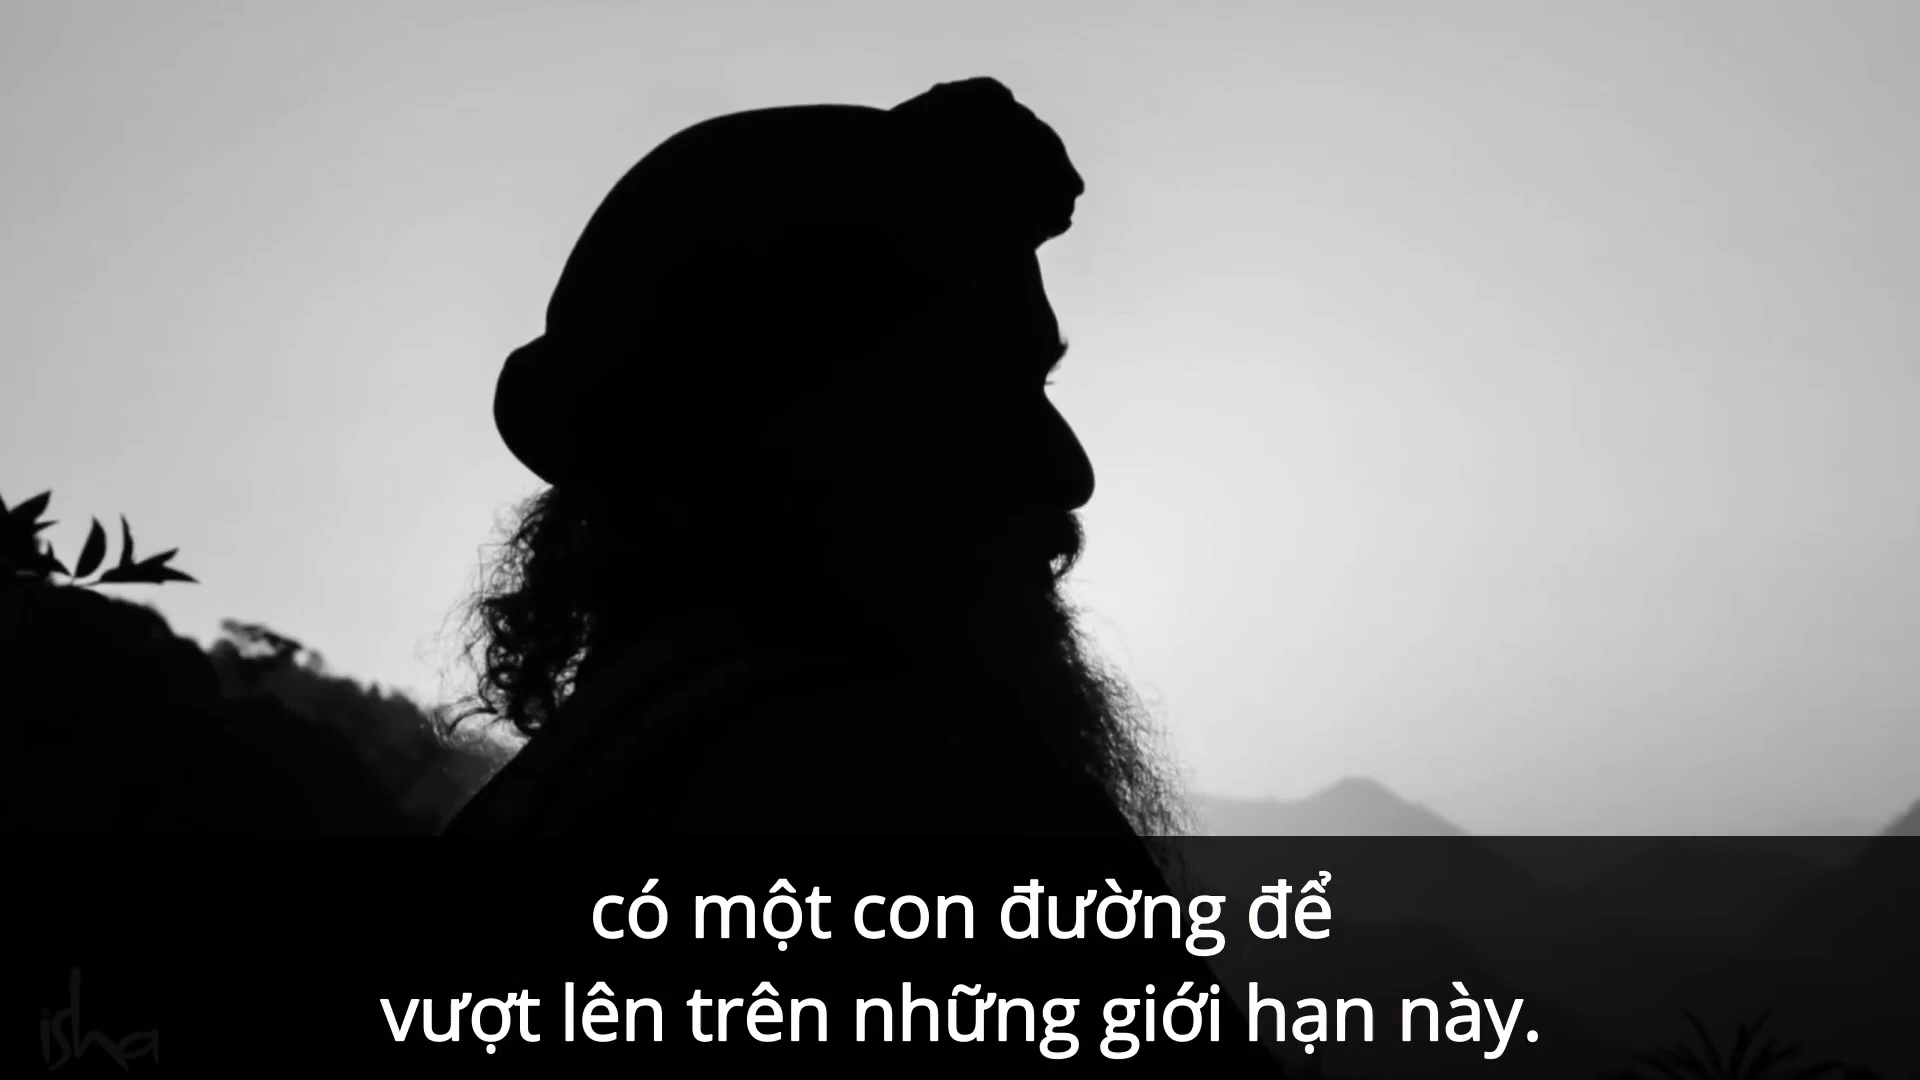 có một con đường để
vượt lên trên những giới hạn này.
isha